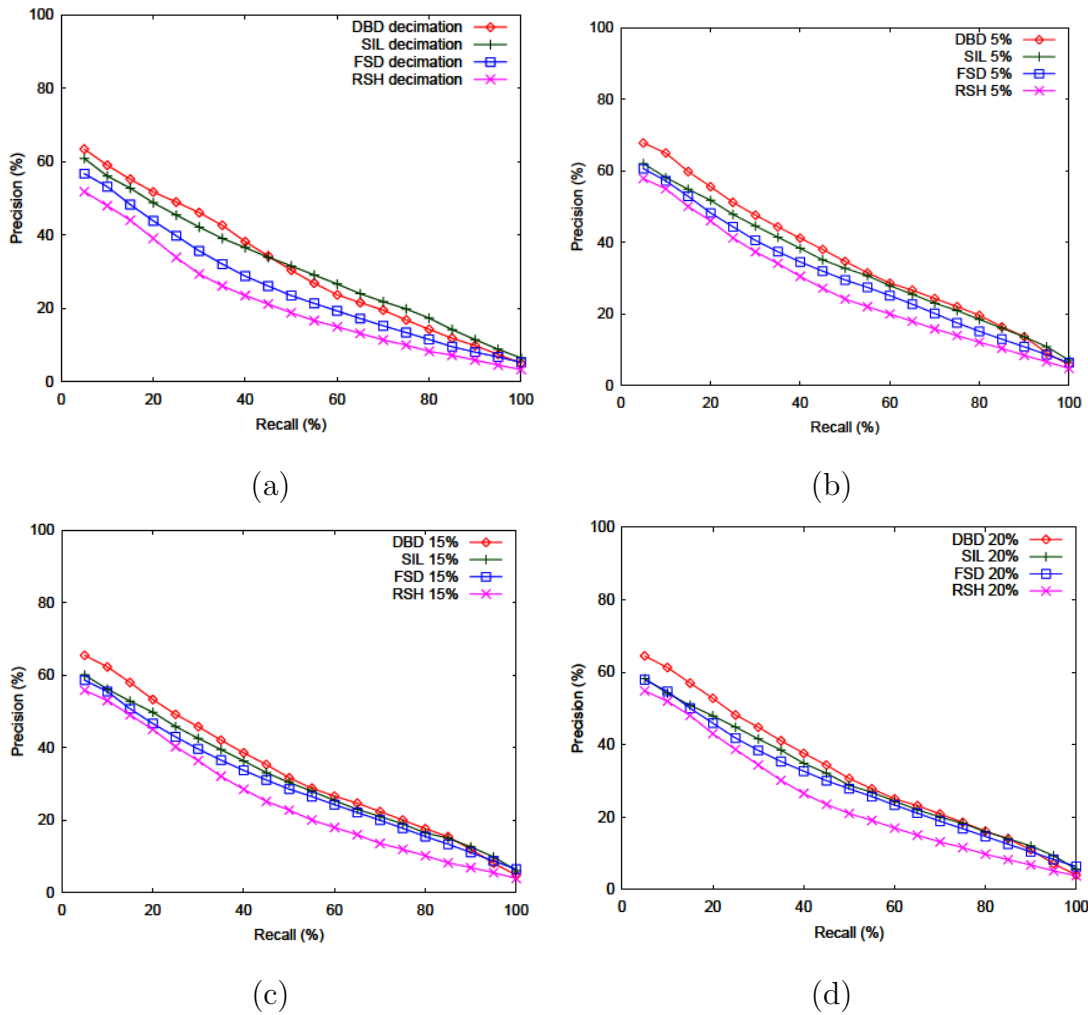 100
80
60
40
20
0
Precision (%)
DBD decimation
SIL decimation
FSD decimation
RSH decimation
0 20 40 60 80 100
Recall (%)
(a)
100
80
60
40
20
0
Precision (%)
DBD 5%
SIL 5%
FSD 5%
RSH 5%
0 20 40 60 80 100
Recall (%)
(b)
100
80
60
40
20
0
Precision (%)
DBD 15%
SIL 15%
FSD 15%
RSH 15%
0 20 40 60 80 100
Recall (%)
(c)
100
80
60
40
20
0
Precision (%)
DBD 20%
SIL 20%
FSD 20%
RSH 20%
0 20 40 60 80 100
Recall (%)
(d)